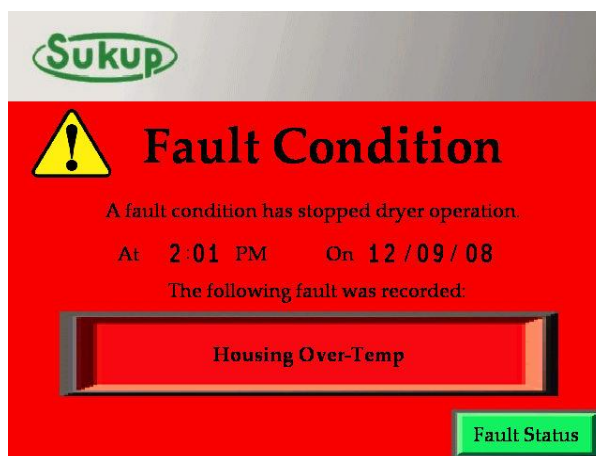 Sukup
Fault Condition
A fault condition has stopped dryer operation.
At 2:01 PM On 12/09/08
The following fault was recorded:
Housing Over-Temp
Fault Status